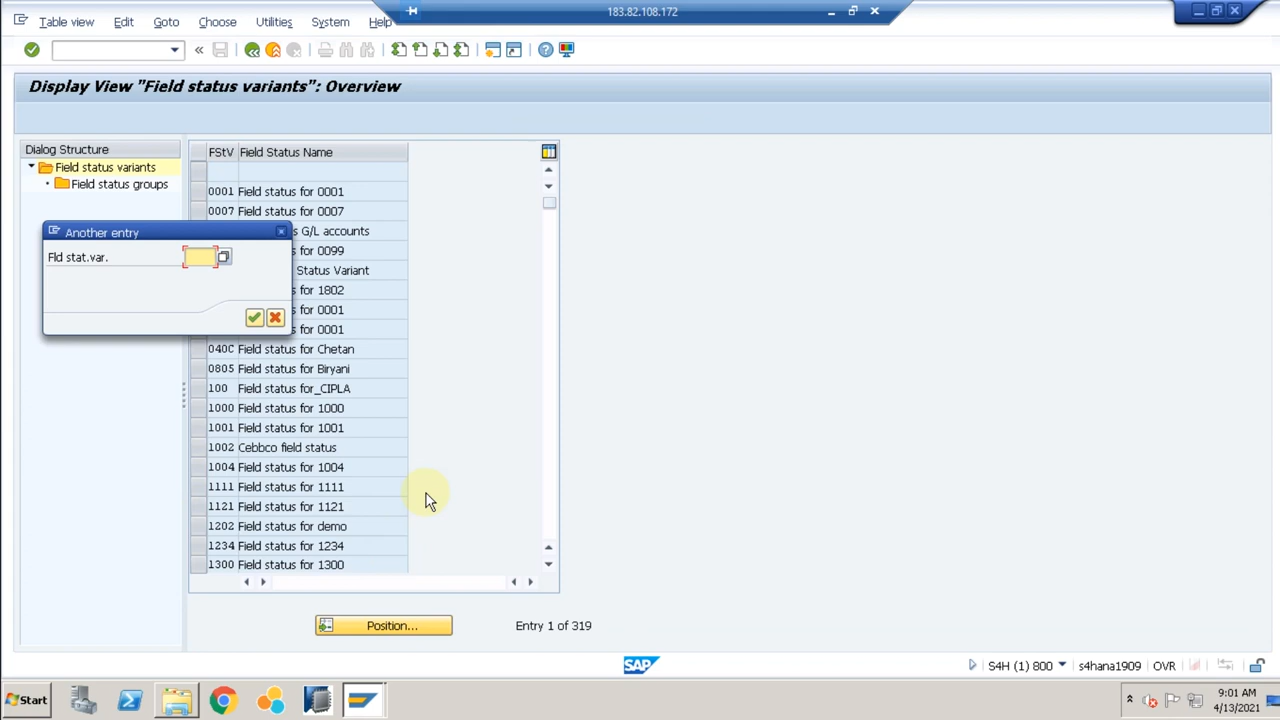 183.82.108.172
Table view Edit Goto Choose Utilities System Help
Display View "Field status variants": Overview
Dialog Structure
Field status variants
Field status groups
FStV Field Status Name
0001 Field status for 0001
0007 Field status for 0007
s G/L accounts
s for 0099
Status Variant
s for 1802
s for 0001
s for 0001
040C Field status for Chetan
0805 Field status for Biryani
100 Field status for_CIPLA
1000 Field status for 1000
1001 Field status for 1001
1002 Cebbco field status
1004 Field status for 1004
1111 Field status for 1111
1121 Field status for 1121
1202 Field status for demo
1234 Field status for 1234
1300 Field status for 1300
Another entry
Fld stat.var.
Position... Entry 1 of 319
SAP S4H (1) 800 s4hana1909 OVR
Start
9:01 AM
4/13/2021